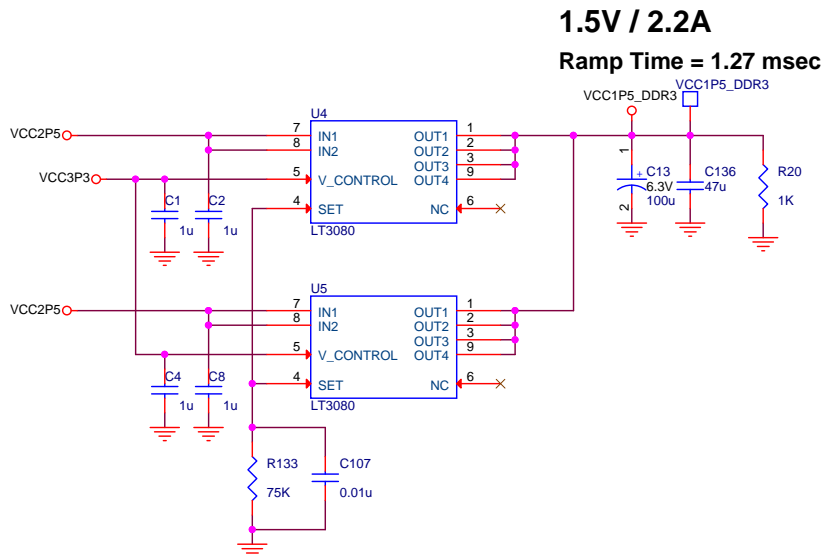 1.5V / 2.2A
Ramp Time = 1.27 msec
VCC1P5_DDR3
VCC1P5_DDR3
U4
VCC2P5
7 IN1 OUT1 1
8 IN2 OUT2 2
OUT3 3
VCC3P3
5 V_CONTROL OUT4 9
4 SET NC 6
LT3080
C1
1u
C2
1u
1
+ C13
6.3V
100u
2
C136
47u
R20
1K
U5
VCC2P5
7 IN1 OUT1 1
8 IN2 OUT2 2
OUT3 3
5 V_CONTROL OUT4 9
4 SET NC 6
LT3080
C4
1u
C8
1u
R133
75K
C107
0.01u